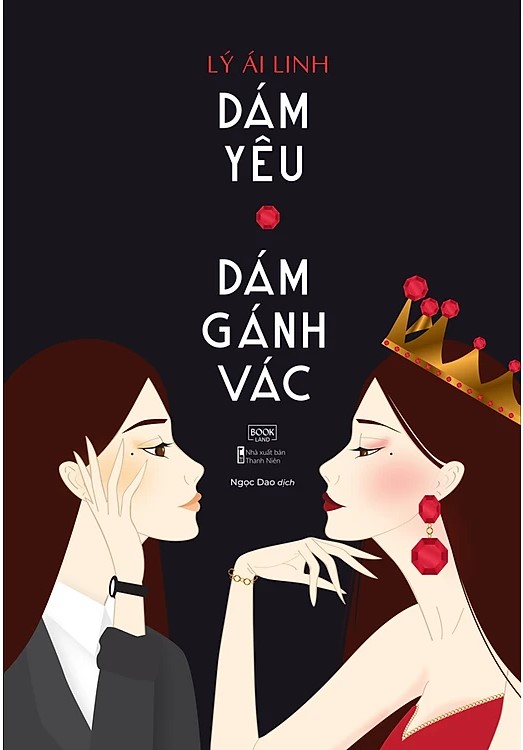 LÝ ÁI LINH
DÁM
YÊU
DÁM
GÁNH
VÁC
BOOK
LAND
Nhà xuất bản
Thanh Niên
Ngọc Dao dịch